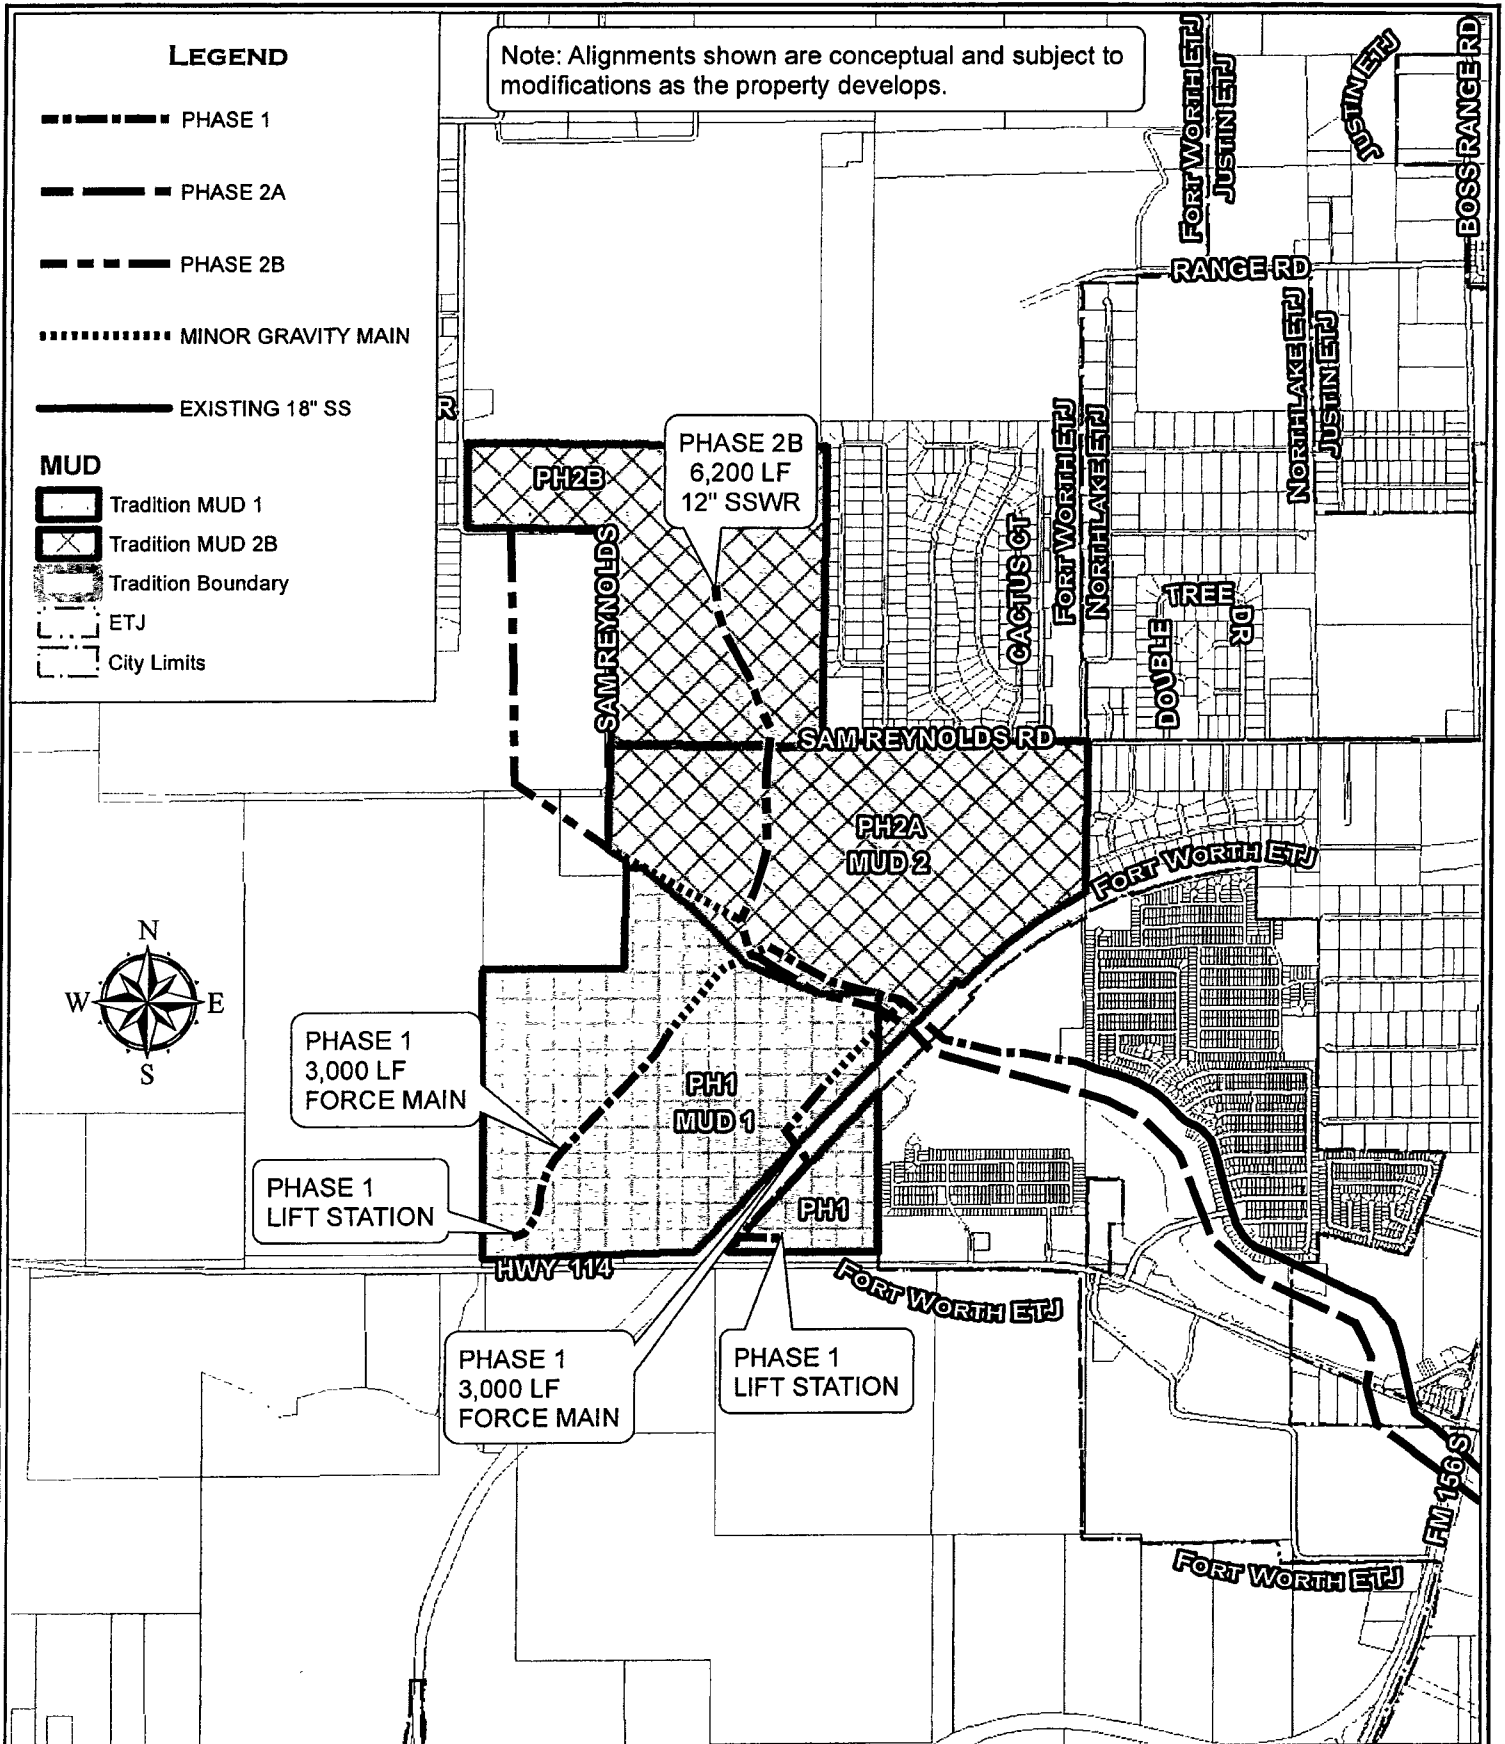 LEGEND
PHASE 1
PHASE 2A
PHASE 2B
MINOR GRAVITY MAIN
EXISTING 18" SS
MUD
Tradition MUD 1
Tradition MUD 2B
Tradition Boundary
ETJ
City Limits
Note: Alignments shown are conceptual and subject to
modifications as the property develops.
FORT WORTH ETJ
JUSTIN ETJ
JUSTIN ETJ
BOSS RANGE RD
RANGE RD
NORTHLAKE ETJ
JUSTIN ETJ
R
PHASE 2B
6,200 LF
12" SSWR
PH2B
SAM REYNOLDS
CACTUS CT
FORT WORTH ETJ
NORTHLAKE ETJ
DOUBLE
TREE
DR
SAM REYNOLDS RD
PH2A
MUD 2
FORT WORTH ETJ
N
W
E
S
PHASE 1
3,000 LF
FORCE MAIN
PH1
MUD 1
PHASE 1
LIFT STATION
PH1
HWY 114
FORT WORTH ETJ
PHASE 1
3,000 LF
FORCE MAIN
PHASE 1
LIFT STATION
FM 156 S
FORT WORTH ETJ